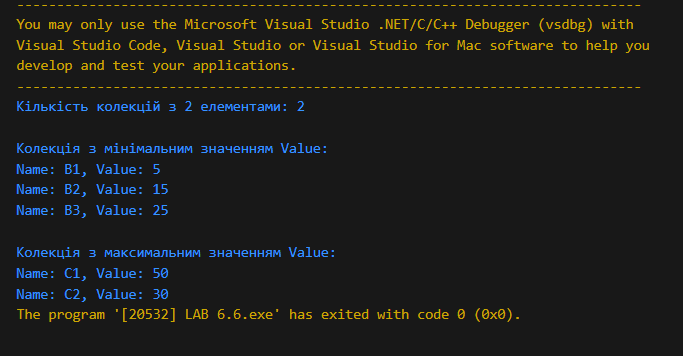 ------------------------------------------------------------------------------
You may only use the Microsoft Visual Studio .NET/C/C++ Debugger (vsdbg) with
Visual Studio Code, Visual Studio or Visual Studio for Mac software to help you
develop and test your applications.
------------------------------------------------------------------------------
Кількість колекцій з 2 елементами: 2
Колекція з мінімальним значенням Value:
Name: B1, Value: 5
Name: B2, Value: 15
Name: B3, Value: 25
Колекція з максимальним значенням Value:
Name: C1, Value: 50
Name: C2, Value: 30
The program '[20532] LAB 6.6.exe' has exited with code 0 (0x0).